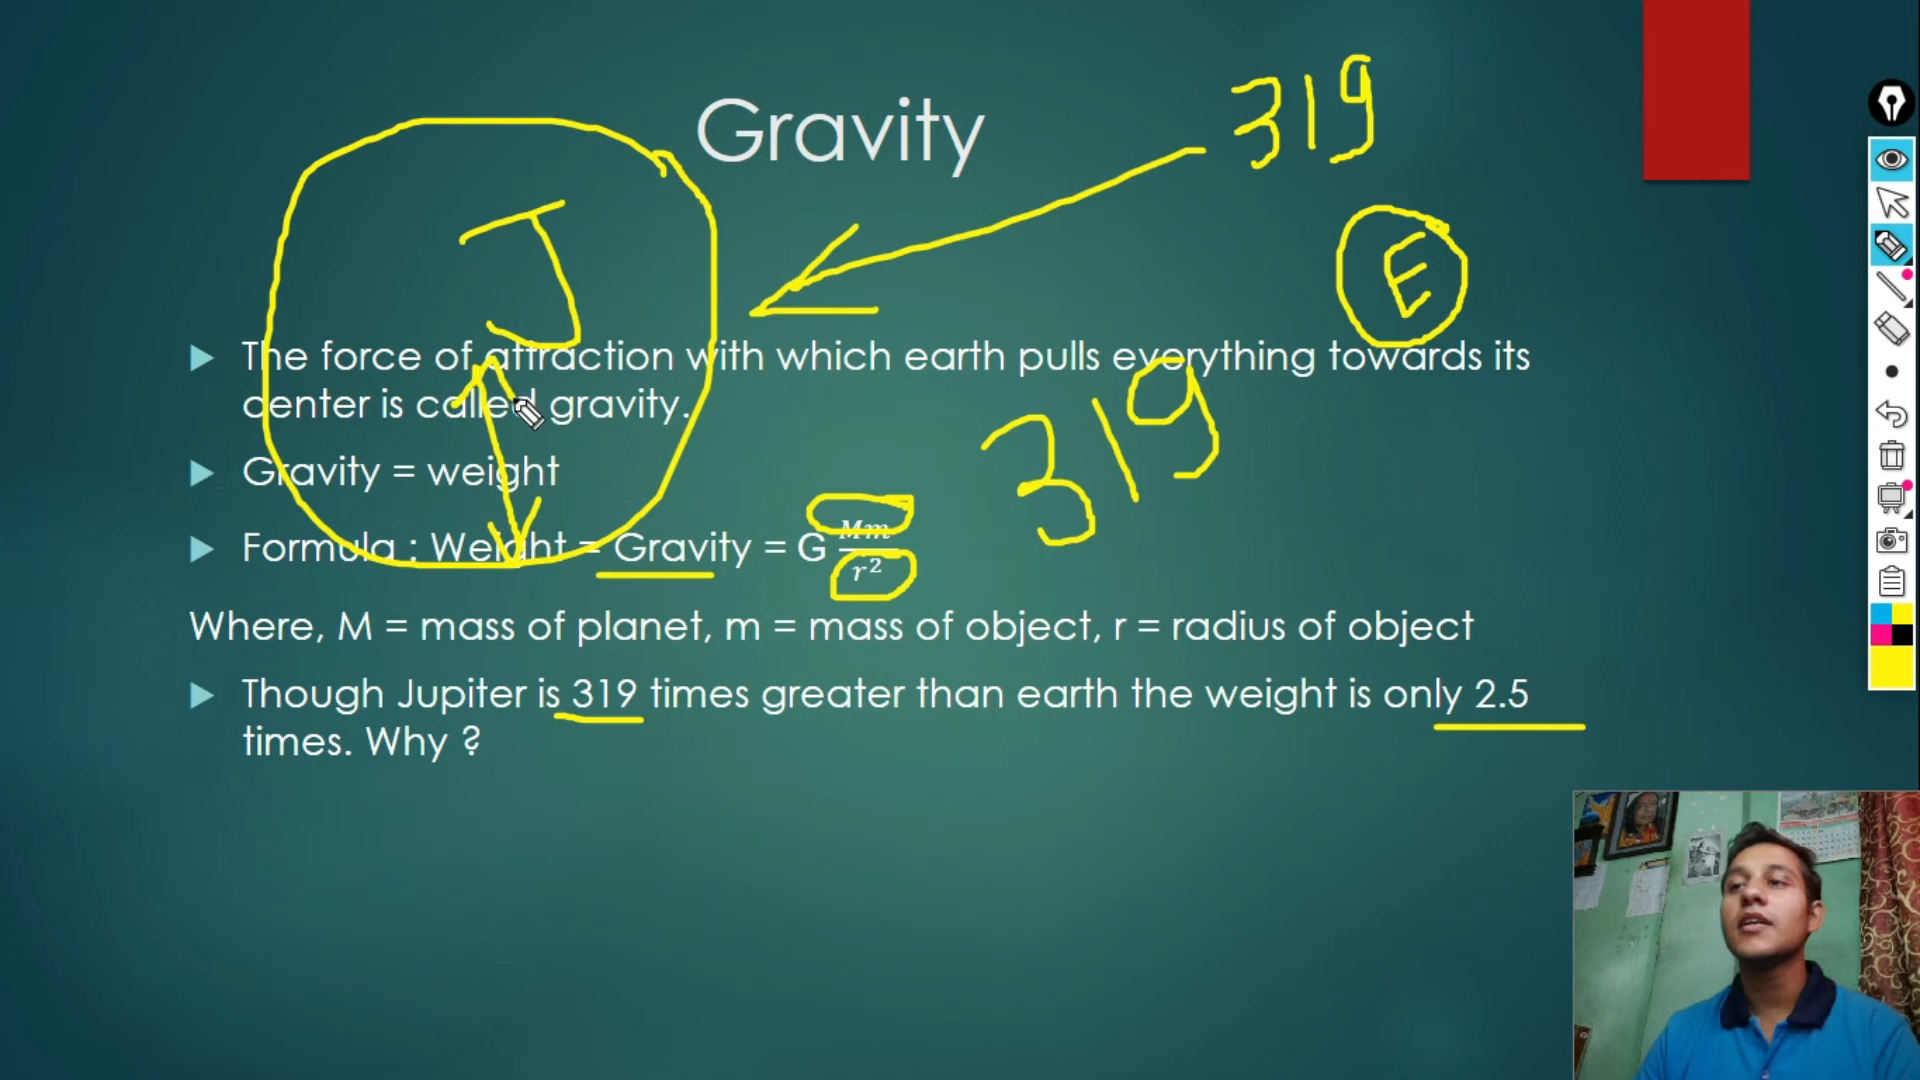 Gravity
319
J
E
The force of attraction with which earth pulls everything towards its
center is called gravity.
319
Gravity = weight
Formula : Weight = Gravity = G Mm/r²
Where, M = mass of planet, m = mass of object, r = radius of object
Though Jupiter is 319 times greater than earth the weight is only 2.5
times. Why ?